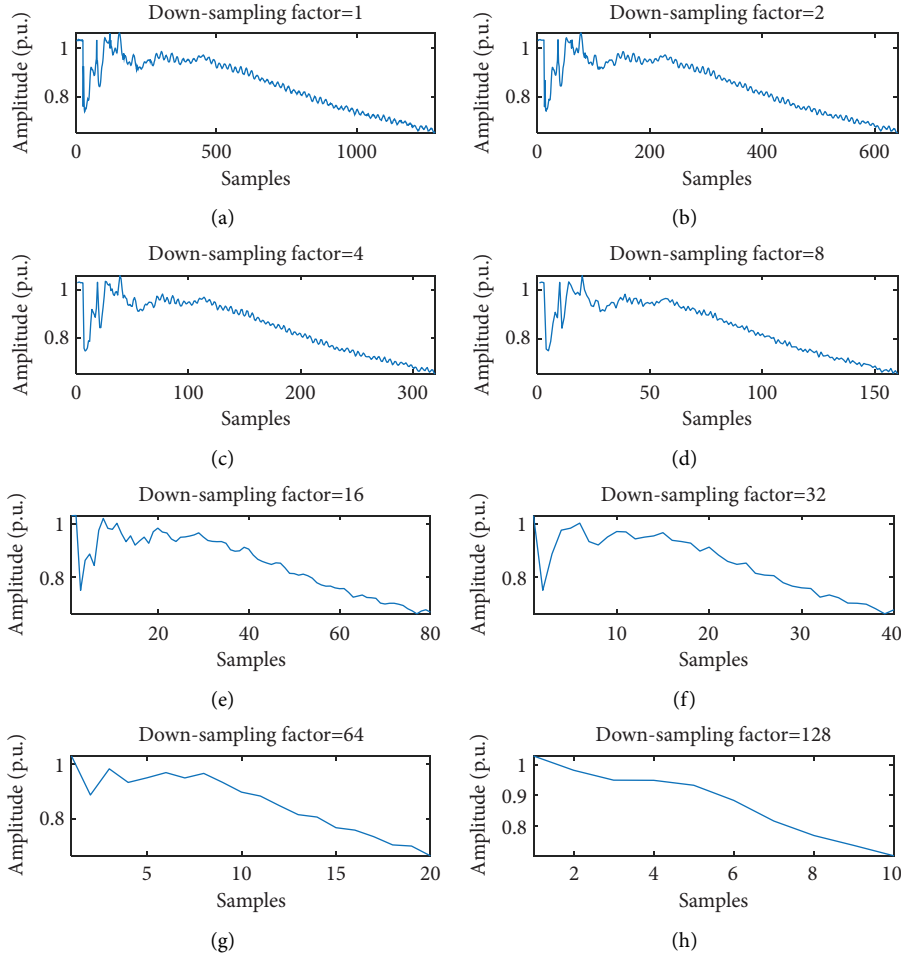 Down-sampling factor=1
Amplitude (p.u.)
1
0.8
0 500 1000
Samples
(a)
Down-sampling factor=2
Amplitude (p.u.)
1
0.8
0 200 400 600
Samples
(b)
Down-sampling factor=4
Amplitude (p.u.)
1
0.8
0 100 200 300
Samples
(c)
Down-sampling factor=8
Amplitude (p.u.)
1
0.8
0 50 100 150
Samples
(d)
Down-sampling factor=16
Amplitude (p.u.)
1
0.8
20 40 60 80
Samples
(e)
Down-sampling factor=32
Amplitude (p.u.)
1
0.8
10 20 30 40
Samples
(f)
Down-sampling factor=64
Amplitude (p.u.)
1
0.8
5 10 15 20
Samples
(g)
Down-sampling factor=128
Amplitude (p.u.)
1
0.9
0.8
2 4 6 8 10
Samples
(h)